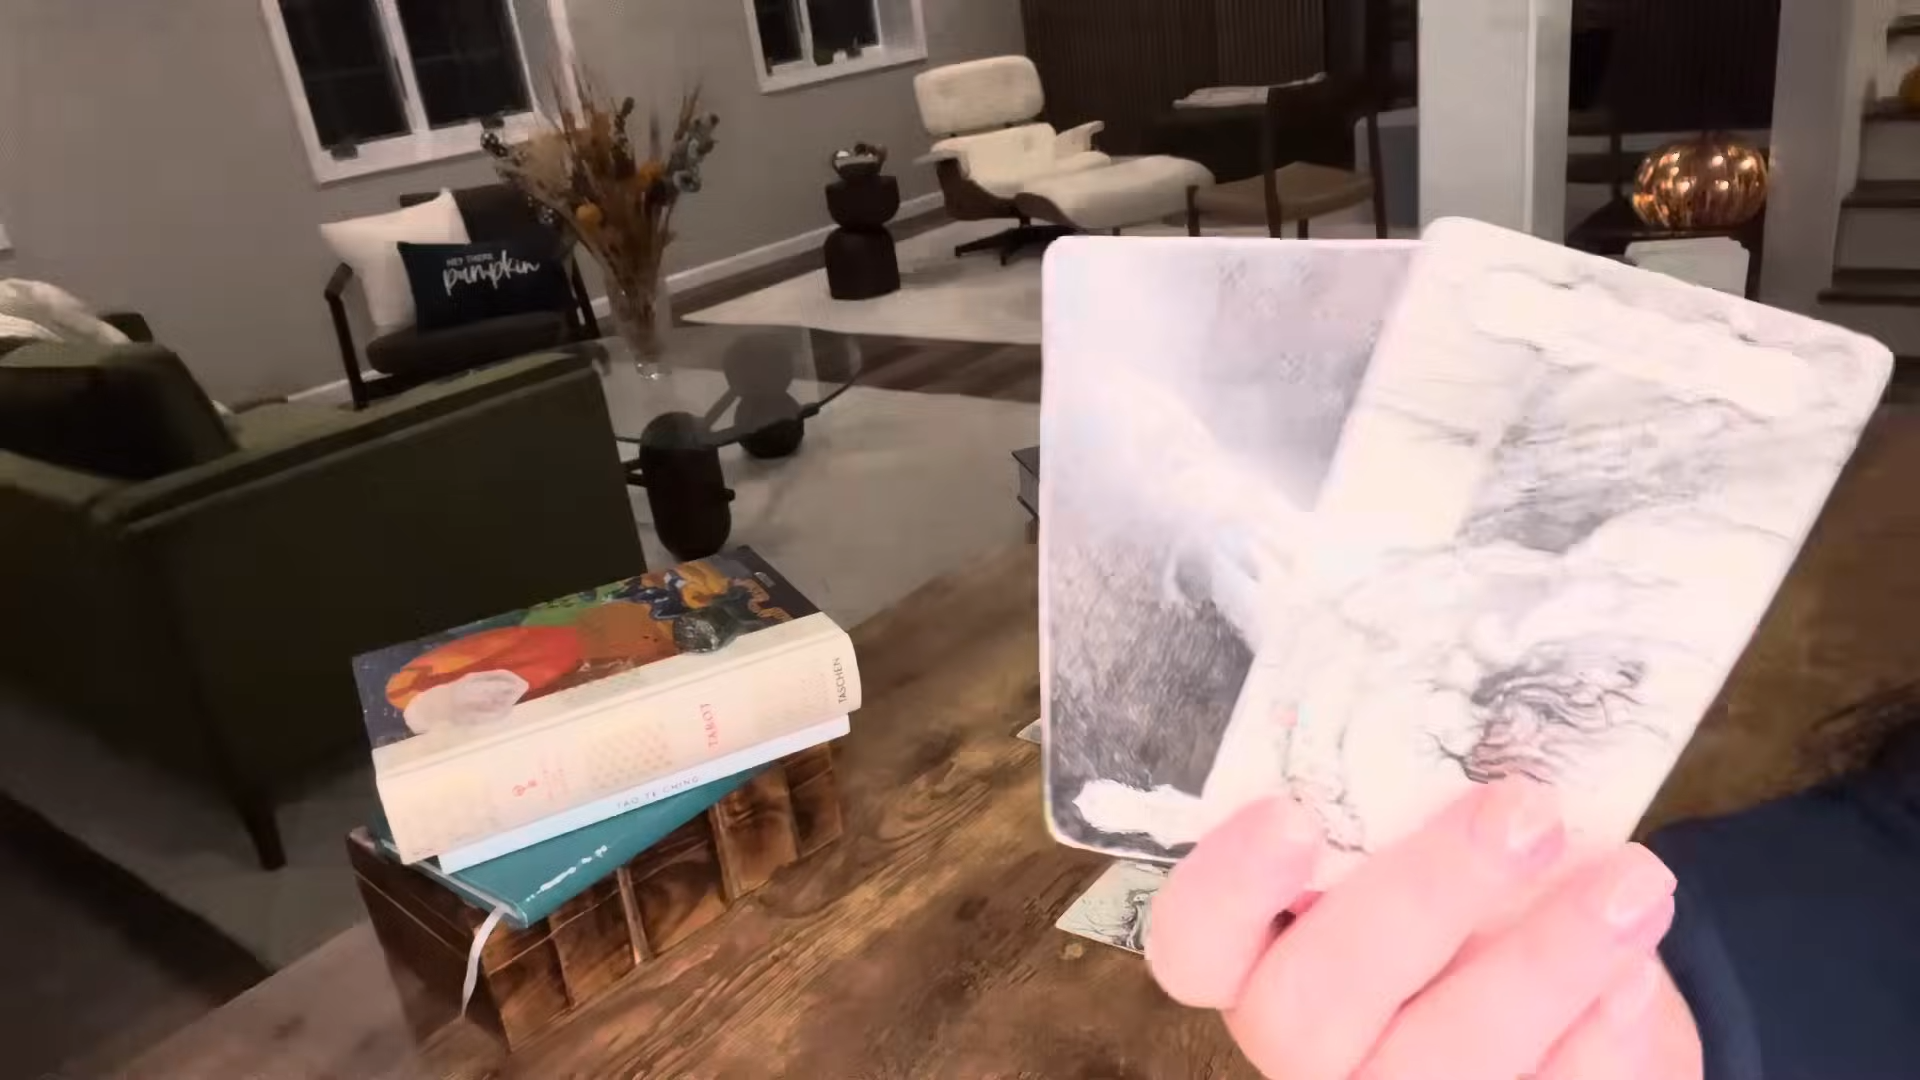 HEY THERE
pumpkin
TASCHEN
TAROT
TAO TE CHING